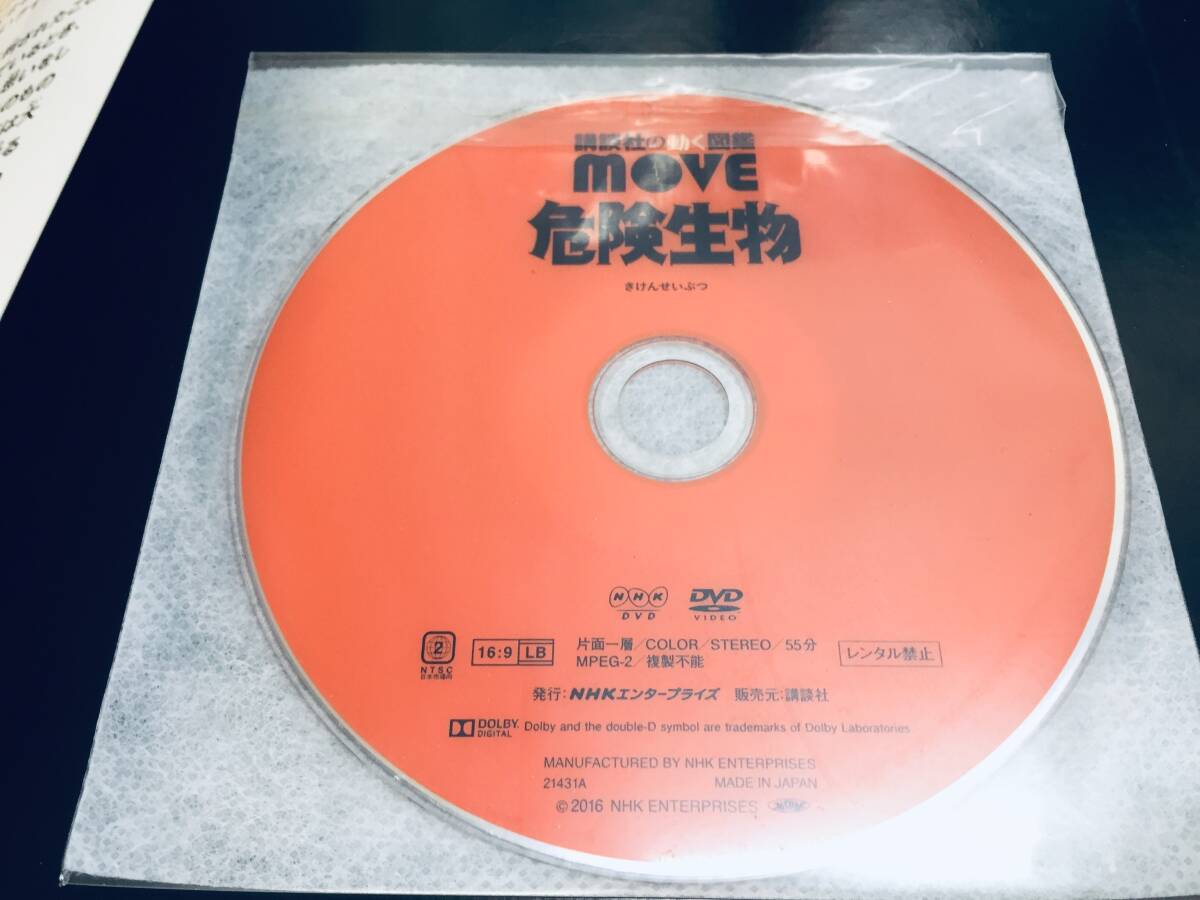 講談社の動く図鑑
MOVE
危険生物
きけんせいぶつ
NHK
DVD
DVD
VIDEO
2
NTSC
日本市場向
16:9 LB
片面一層/COLOR/STEREO/55分
MPEG-2/複製不能
レンタル禁止
発行:NHKエンタープライズ 販売元:講談社
DOLBY
DIGITAL
Dolby and the double-D symbol are trademarks of Dolby Laboratories
MANUFACTURED BY NHK ENTERPRISES
21431A MADE IN JAPAN
©2016 NHK ENTERPRISES